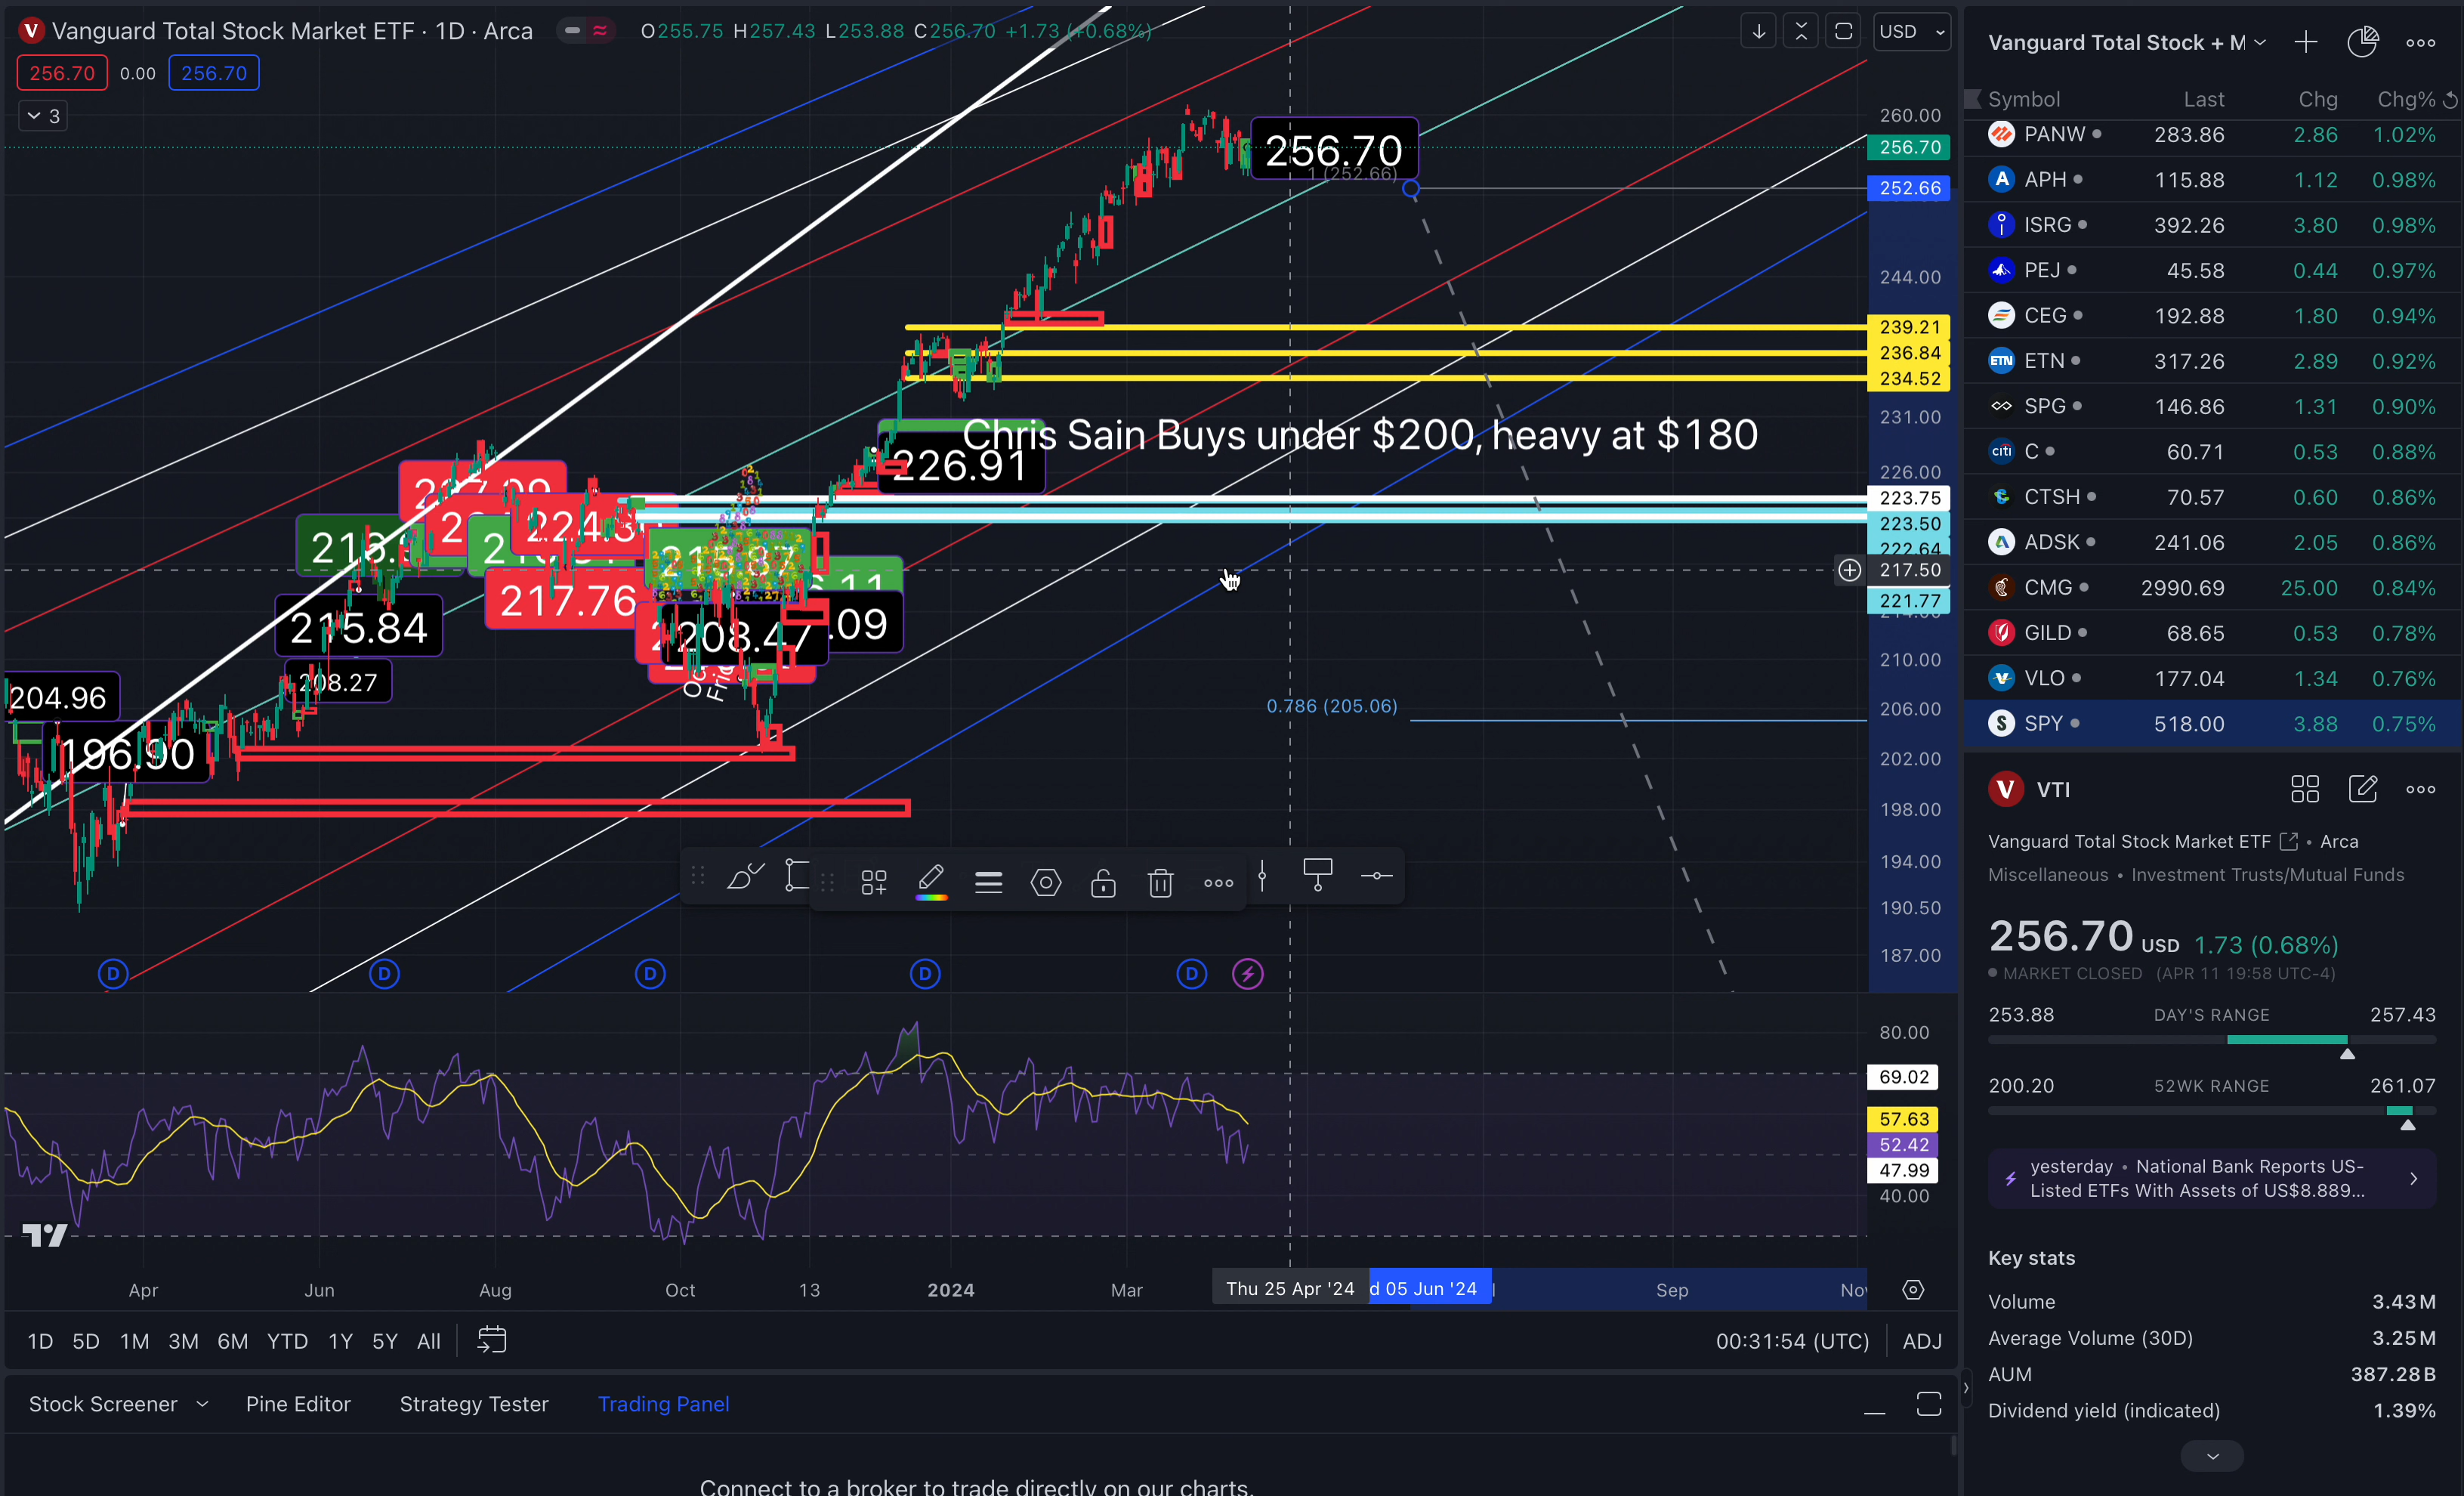 Vanguard Total Stock Market ETF · 1D · Arca
O255.75 H257.43 L253.88 C256.70 +1.73 (+0.68%)
USD
256.70 0.00 256.70
3
256.70
1 (252.66)
Chris Sain Buys under $200, heavy at $180
226.91
215.84
208.27
204.96
196.90
217.76
208.47
.09
0.786 (205.06)
260.00
256.70
252.66
244.00
239.21
236.84
234.52
231.00
226.00
223.75
223.50
222.64
217.50
221.77
210.00
206.00
202.00
198.00
194.00
190.50
187.00
D
D
D
D
D
80.00
69.02
57.63
52.42
47.99
40.00
Apr
Jun
Aug
Oct
13
2024
Mar
Thu 25 Apr '24
d 05 Jun '24
Sep
Nov
1D 5D 1M 3M 6M YTD 1Y 5Y All
00:31:54 (UTC) ADJ
Stock Screener Pine Editor Strategy Tester Trading Panel
Connect to a broker to trade directly on our charts.
Vanguard Total Stock + M
Symbol Last Chg Chg%
PANW 283.86 2.86 1.02%
APH 115.88 1.12 0.98%
ISRG 392.26 3.80 0.98%
PEJ 45.58 0.44 0.97%
CEG 192.88 1.80 0.94%
ETN ETN 317.26 2.89 0.92%
SPG 146.86 1.31 0.90%
citi C 60.71 0.53 0.88%
CTSH 70.57 0.60 0.86%
ADSK 241.06 2.05 0.86%
CMG 2990.69 25.00 0.84%
GILD 68.65 0.53 0.78%
VLO 177.04 1.34 0.76%
SPY 518.00 3.88 0.75%
VTI
Vanguard Total Stock Market ETF • Arca
Miscellaneous • Investment Trusts/Mutual Funds
256.70 USD 1.73 (0.68%)
MARKET CLOSED (APR 11 19:58 UTC-4)
253.88 DAY'S RANGE 257.43
200.20 52WK RANGE 261.07
yesterday • National Bank Reports US-
Listed ETFs With Assets of US$8.889...
Key stats
Volume 3.43M
Average Volume (30D) 3.25M
AUM 387.28B
Dividend yield (indicated) 1.39%